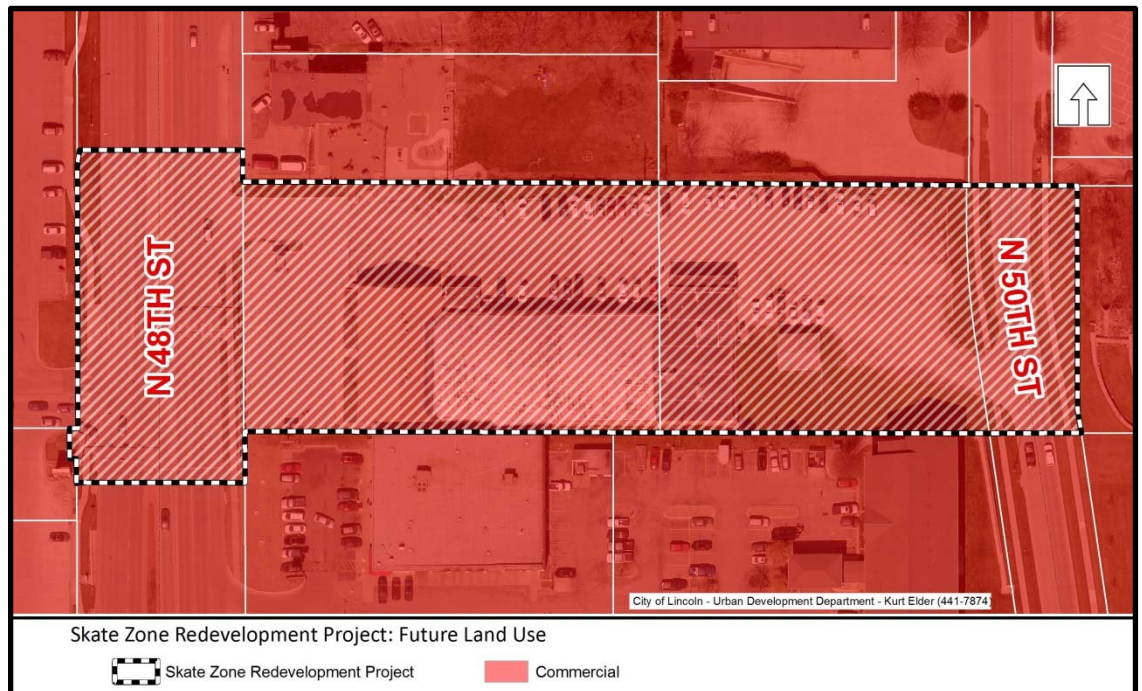 N 48TH ST
N 50TH ST
City of Lincoln - Urban Development Department - Kurt Elder (441-7874)
Skate Zone Redevelopment Project: Future Land Use
Skate Zone Redevelopment Project
Commercial